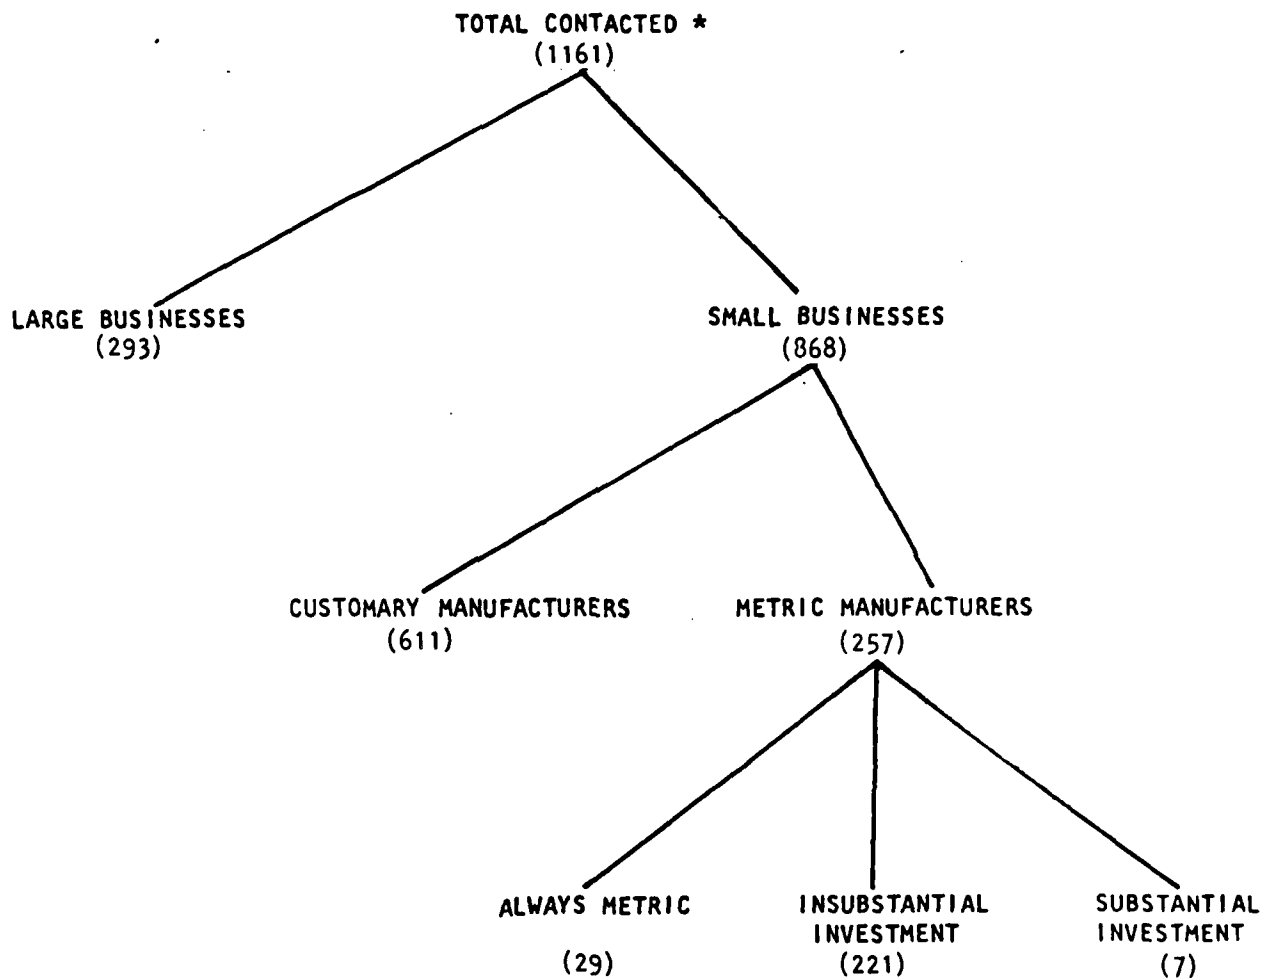 TOTAL CONTACTED *
(1161)
LARGE BUSINESSES
(293)
SMALL BUSINESSES
(868)
CUSTOMARY MANUFACTURERS
(611)
METRIC MANUFACTURERS
(257)
ALWAYS METRIC
(29)
INSUBSTANTIAL
INVESTMENT
(221)
SUBSTANTIAL
INVESTMENT
(7)